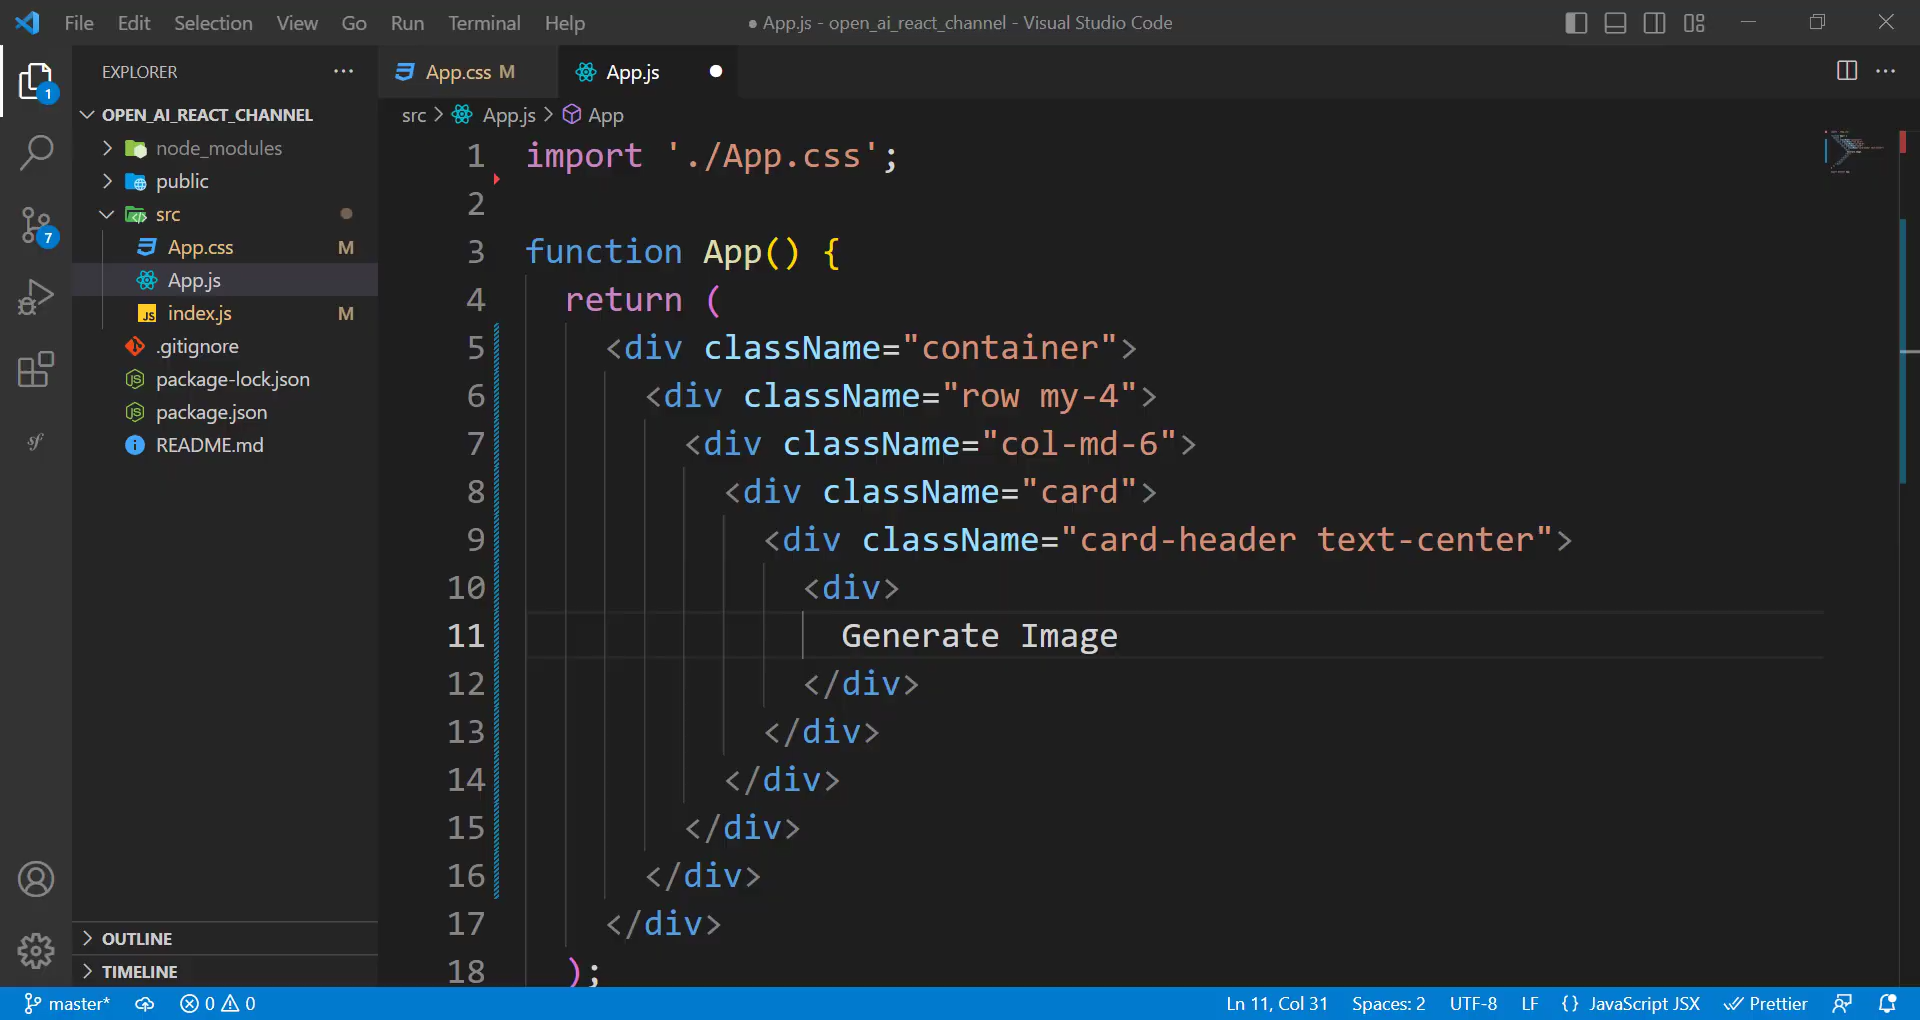 File Edit Selection View Go Run Terminal Help ● App.js - open_ai_react_channel - Visual Studio Code
EXPLORER ···
App.css M App.js ●
OPEN_AI_REACT_CHANNEL
src > App.js > App
node_modules
public
src
App.css M
App.js
index.js M
.gitignore
package-lock.json
package.json
README.md
OUTLINE
TIMELINE
1
7
1 import './App.css';
2
3 function App() {
4 return (
5 <div className="container">
6 <div className="row my-4">
7 <div className="col-md-6">
8 <div className="card">
9 <div className="card-header text-center">
10 <div>
11 Generate Image
12 </div>
13 </div>
14 </div>
15 </div>
16 </div>
17 </div>
18 );
master* 0 0 Ln 11, Col 31 Spaces: 2 UTF-8 LF {} JavaScript JSX Prettier